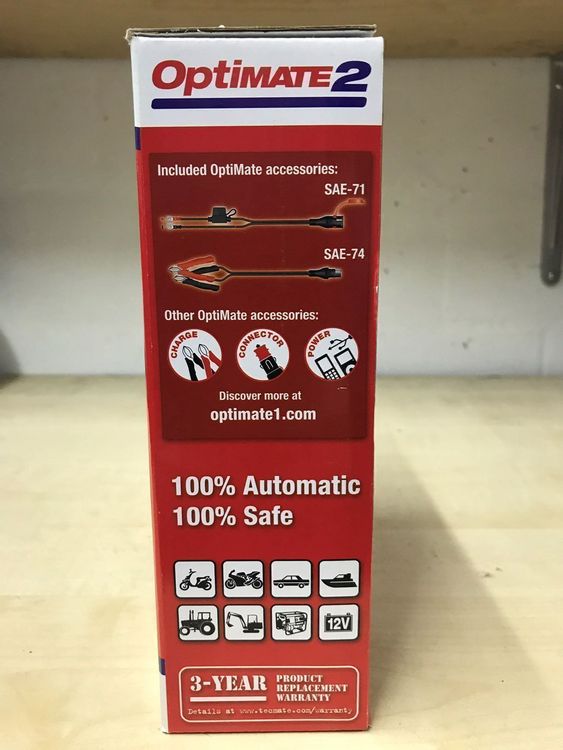 OptiMATE2
Included OptiMate accessories:
SAE-71
SAE-74
Other OptiMate accessories:
CHARGE
CONNECTOR
POWER
Discover more at
optimate1.com
100% Automatic
100% Safe
12V
3-YEAR
PRODUCT
REPLACEMENT
WARRANTY
Details at www.tecmate.com/warranty